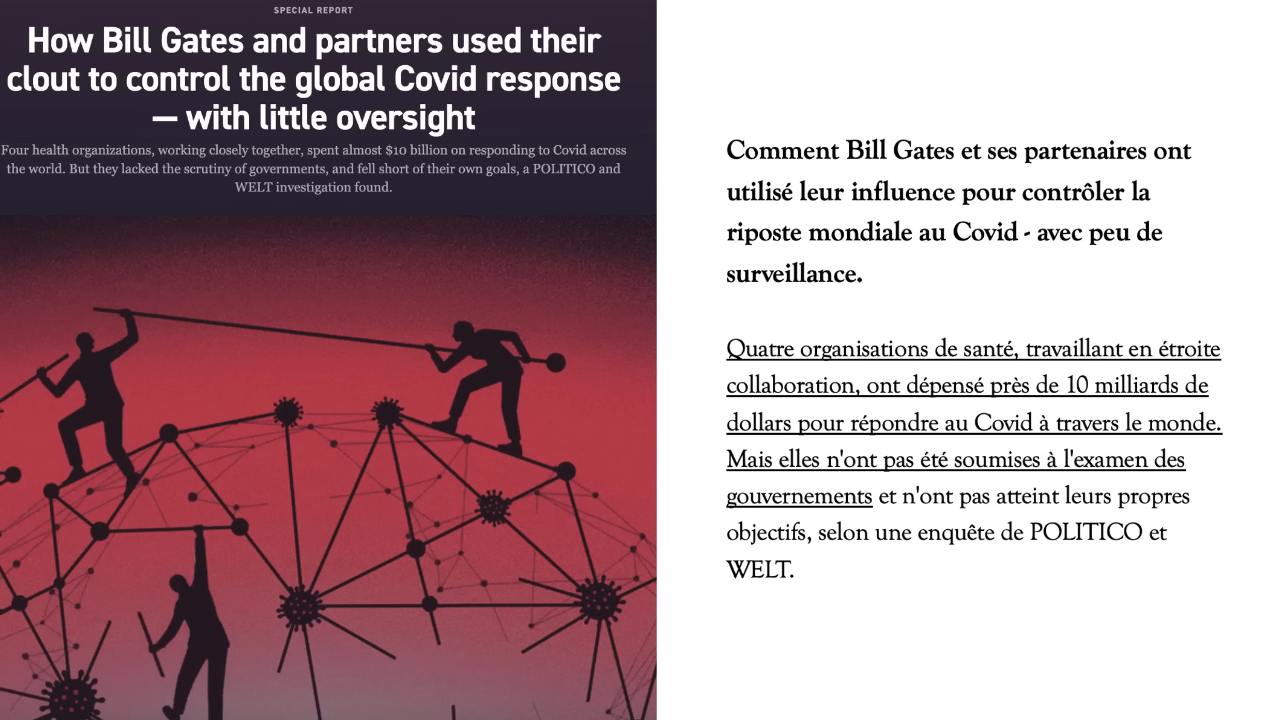 SPECIAL REPORT
How Bill Gates and partners used their
clout to control the global Covid response
— with little oversight
Four health organizations, working closely together, spent almost $10 billion on responding to Covid across
the world. But they lacked the scrutiny of governments, and fell short of their own goals, a POLITICO and
WELT investigation found.
Comment Bill Gates et ses partenaires ont
utilisé leur influence pour contrôler la
riposte mondiale au Covid - avec peu de
surveillance.
Quatre organisations de santé, travaillant en étroite
collaboration, ont dépensé près de 10 milliards de
dollars pour répondre au Covid à travers le monde.
Mais elles n'ont pas été soumises à l'examen des
gouvernements et n'ont pas atteint leurs propres
objectifs, selon une enquête de POLITICO et
WELT.